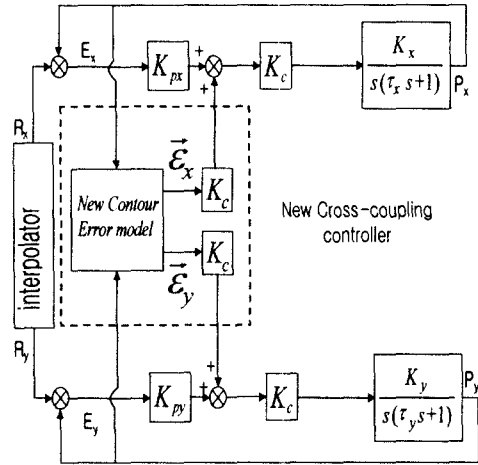 E_x
K_px
+
+
K_c
K_x
s(τ_x s+1)
P_x
R_x
interpolator
New Contour
Error model
ε_x
K_c
ε_y
K_c
New Cross-coupling
controller
R_y
E_y
K_py
+
+
K_c
K_y
s(τ_y s+1)
P_y